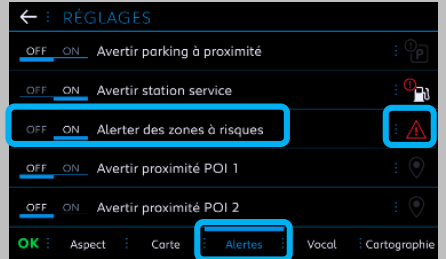 RÉGLAGES
OFF ON Avertir parking à proximité
OFF ON Avertir station service
OFF ON Alerter des zones à risques
OFF ON Avertir proximité POI 1
OFF ON Avertir proximité POI 2
OK Aspect Carte Alertes Vocal Cartographie